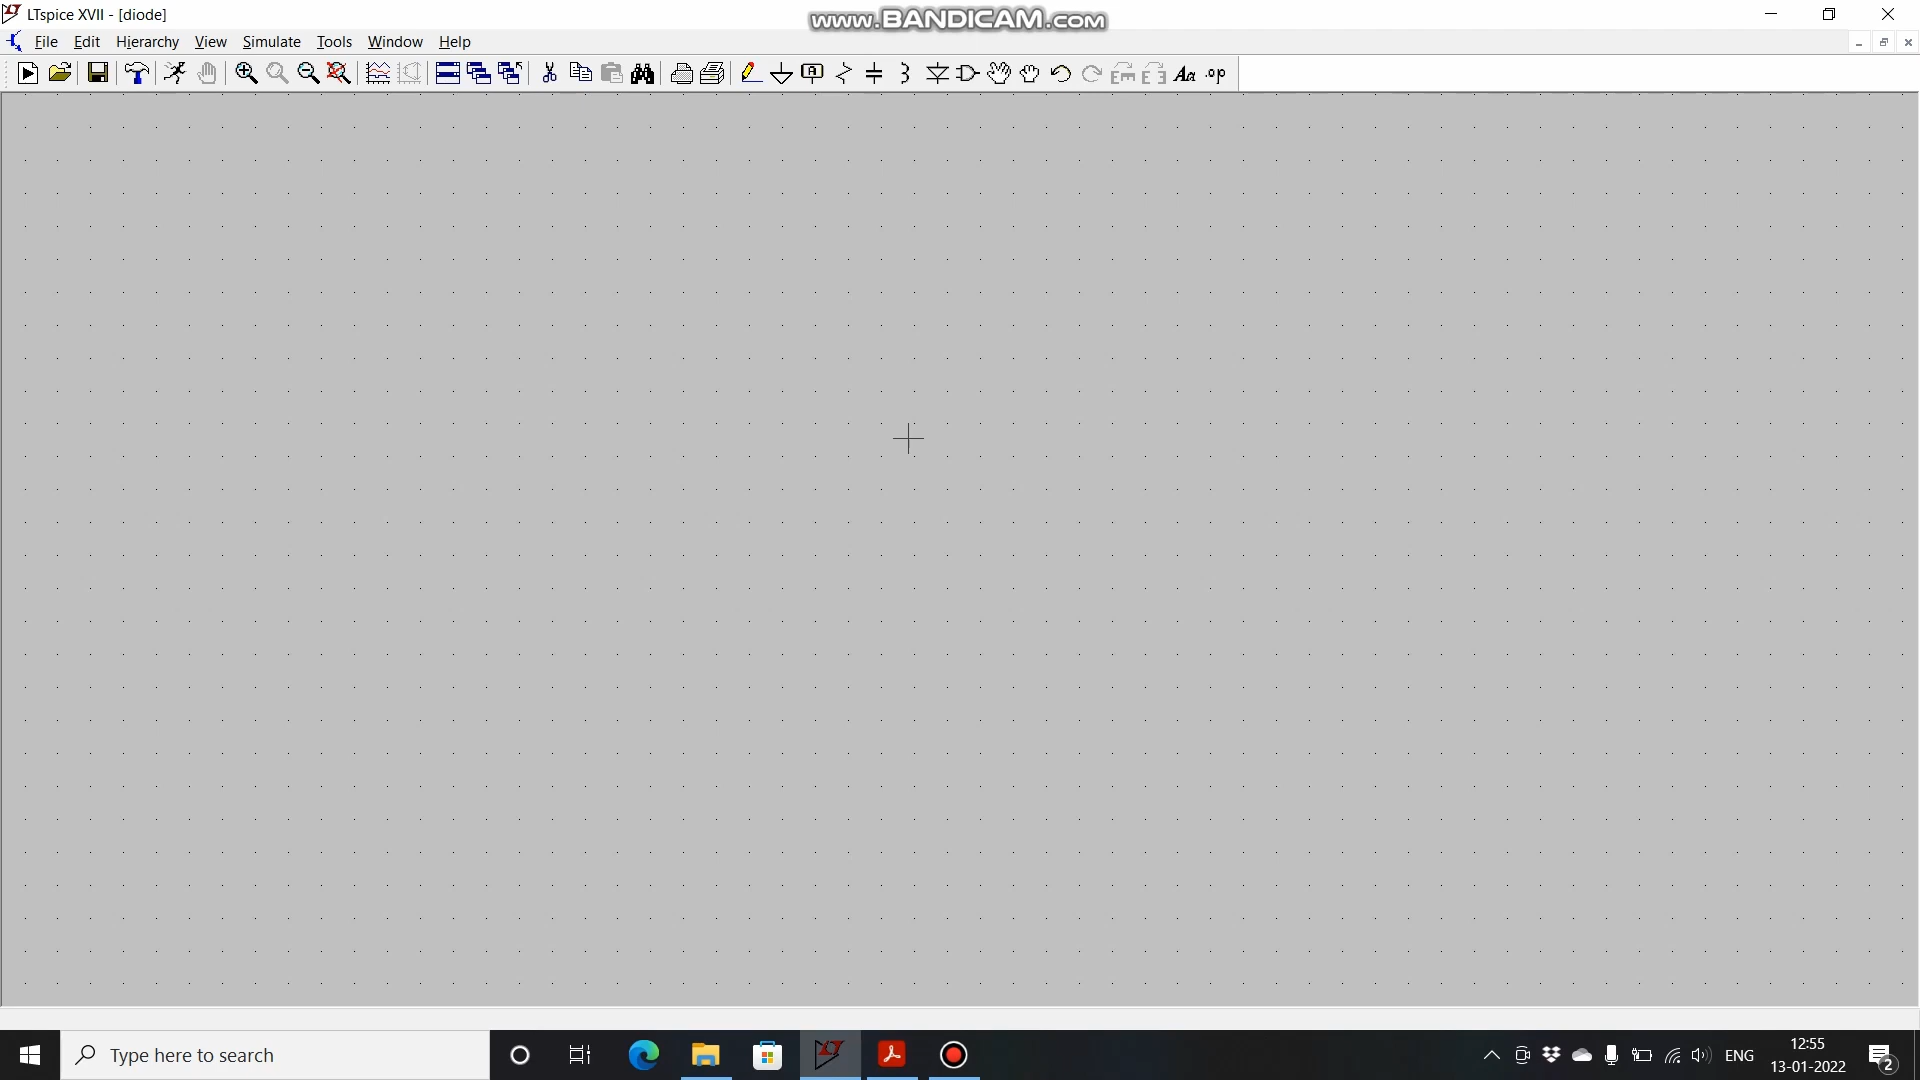 LTspice XVII - [diode]
www.BANDICAM.com
File Edit Hierarchy View Simulate Tools Window Help
A Aa .op
Type here to search
ENG
12:55
13-01-2022
2